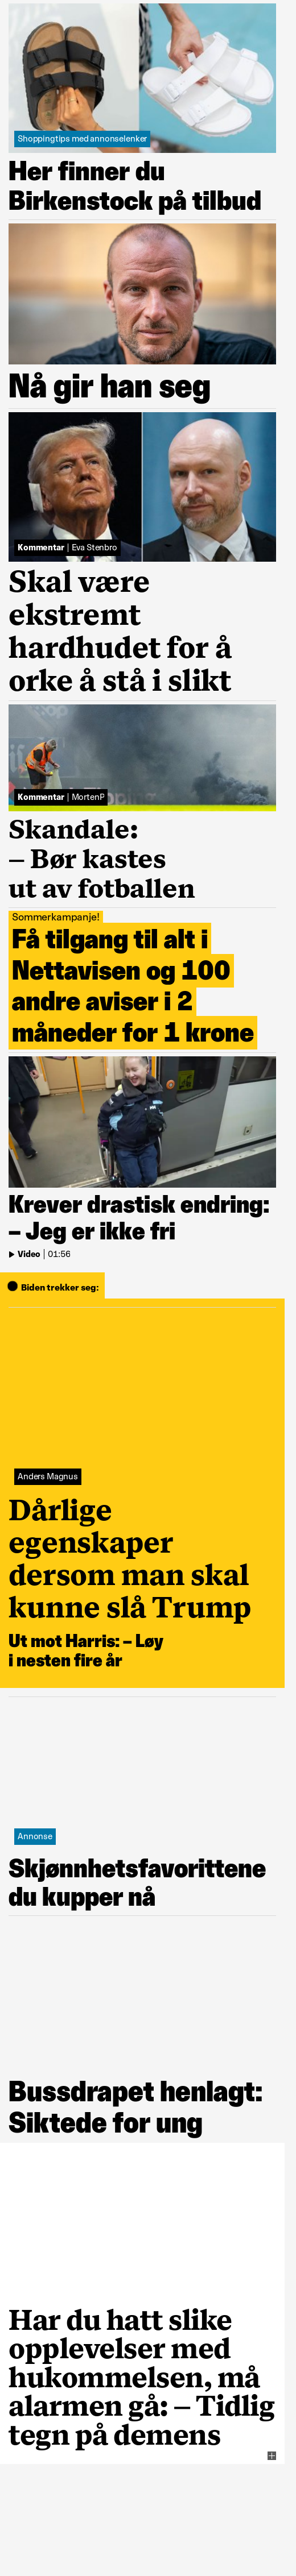 Shoppingtips med annonselenker
Her finner du
Birkenstock på tilbud
Nå gir han seg
Kommentar | Eva Stenbro
Skal være
ekstremt
hardhudet for å
orke å stå i slikt
Kommentar | MortenP
Skandale:
– Bør kastes
ut av fotballen
Sommerkampanje!
Få tilgang til alt i
Nettavisen og 100
andre aviser i 2
måneder for 1 krone
Krever drastisk endring:
– Jeg er ikke fri
Video | 01:56
Biden trekker seg:
Anders Magnus
Dårlige
egenskaper
dersom man skal
kunne slå Trump
Ut mot Harris: – Løy
i nesten fire år
Annonse
Skjønnhetsfavorittene
du kupper nå
Bussdrapet henlagt:
Siktede for ung
Har du hatt slike
opplevelser med
hukommelsen, må
alarmen gå: – Tidlig
tegn på demens